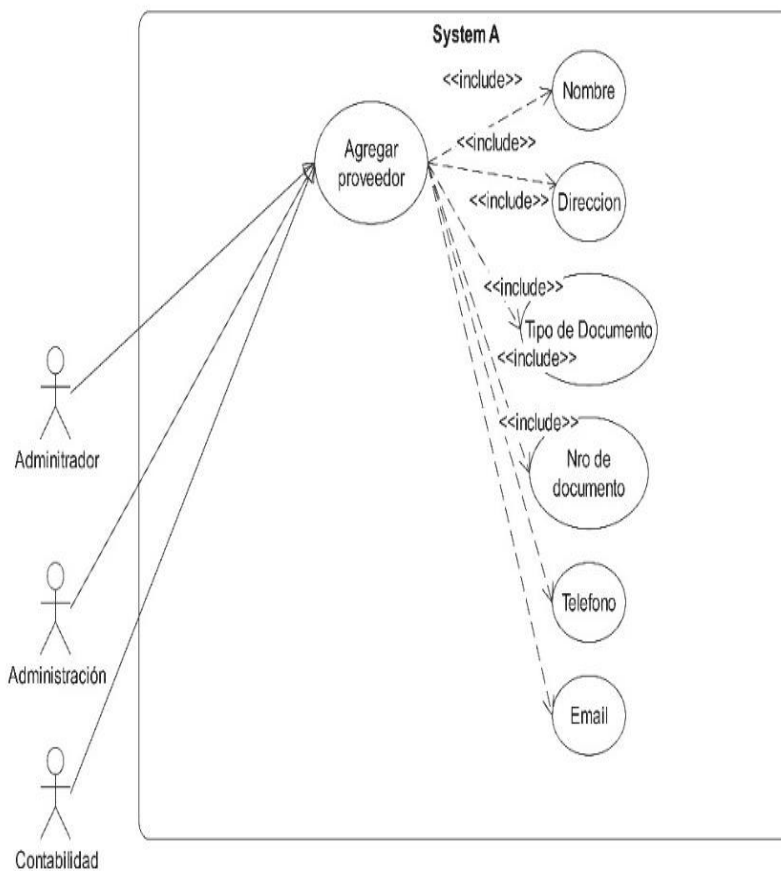 System A
<<include>>
Nombre
Agregar
proveedor
<<include>>
<<include>>
Direccion
<<include>>
Tipo de Documento
<<include>>
Adminitrador
<<include>>
Nro de
documento
Telefono
Administración
Email
Contabilidad